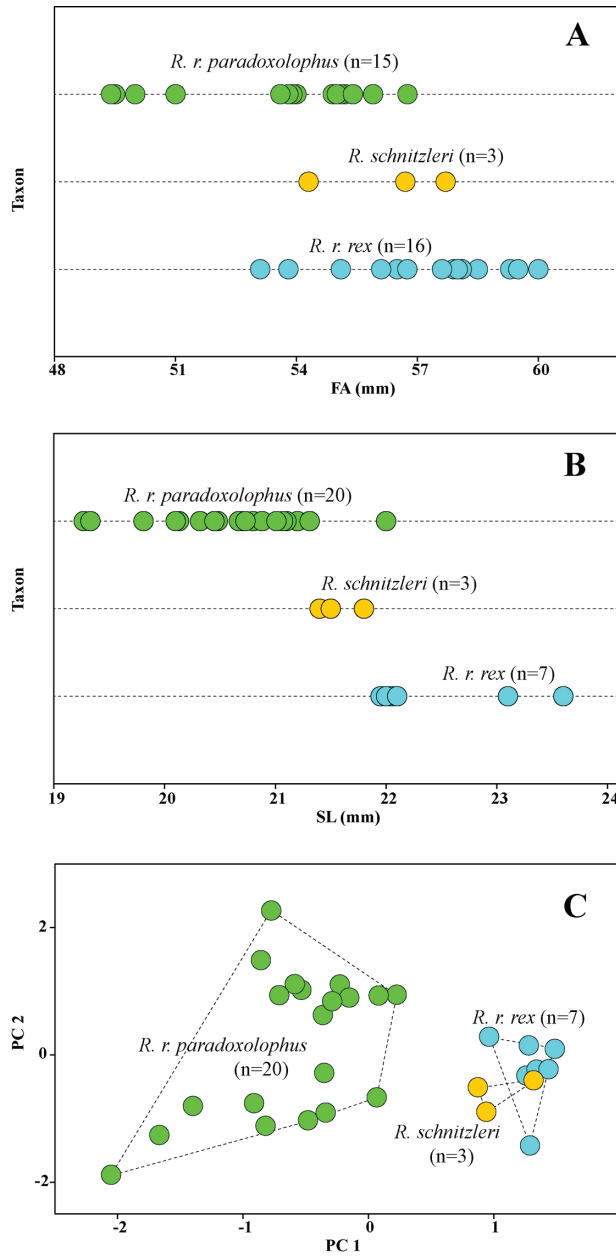 A
R. r. paradoxolophus (n=15)
R. schnitzleri (n=3)
R. r. rex (n=16)
Taxon
48 51 54 57 60
FA (mm)
B
R. r. paradoxolophus (n=20)
R. schnitzleri (n=3)
R. r. rex (n=7)
Taxon
19 20 21 22 23 24
SL (mm)
C
2
R. r. rex (n=7)
PC 2
0
R. r. paradoxolophus
(n=20)
R. schnitzleri
(n=3)
-2
-2 -1 0 1
PC 1